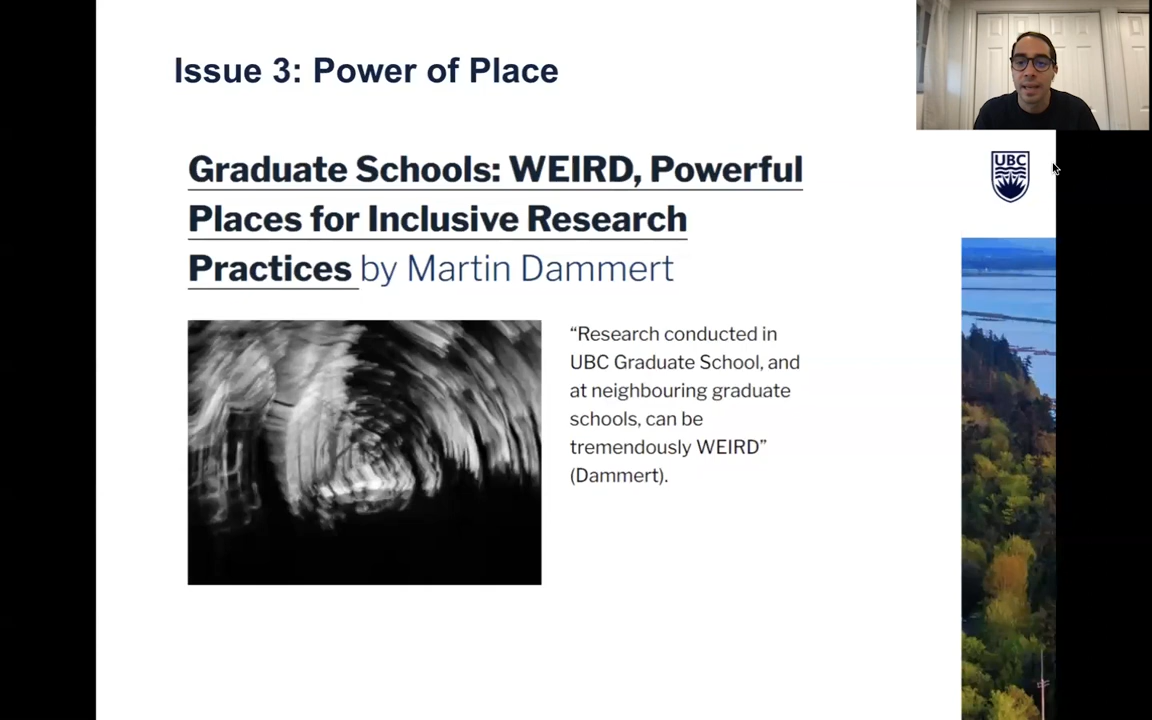 Issue 3: Power of Place
Graduate Schools: WEIRD, Powerful
Places for Inclusive Research
Practices by Martin Dammert
“Research conducted in
UBC Graduate School, and
at neighbouring graduate
schools, can be
tremendously WEIRD”
(Dammert).
UBC